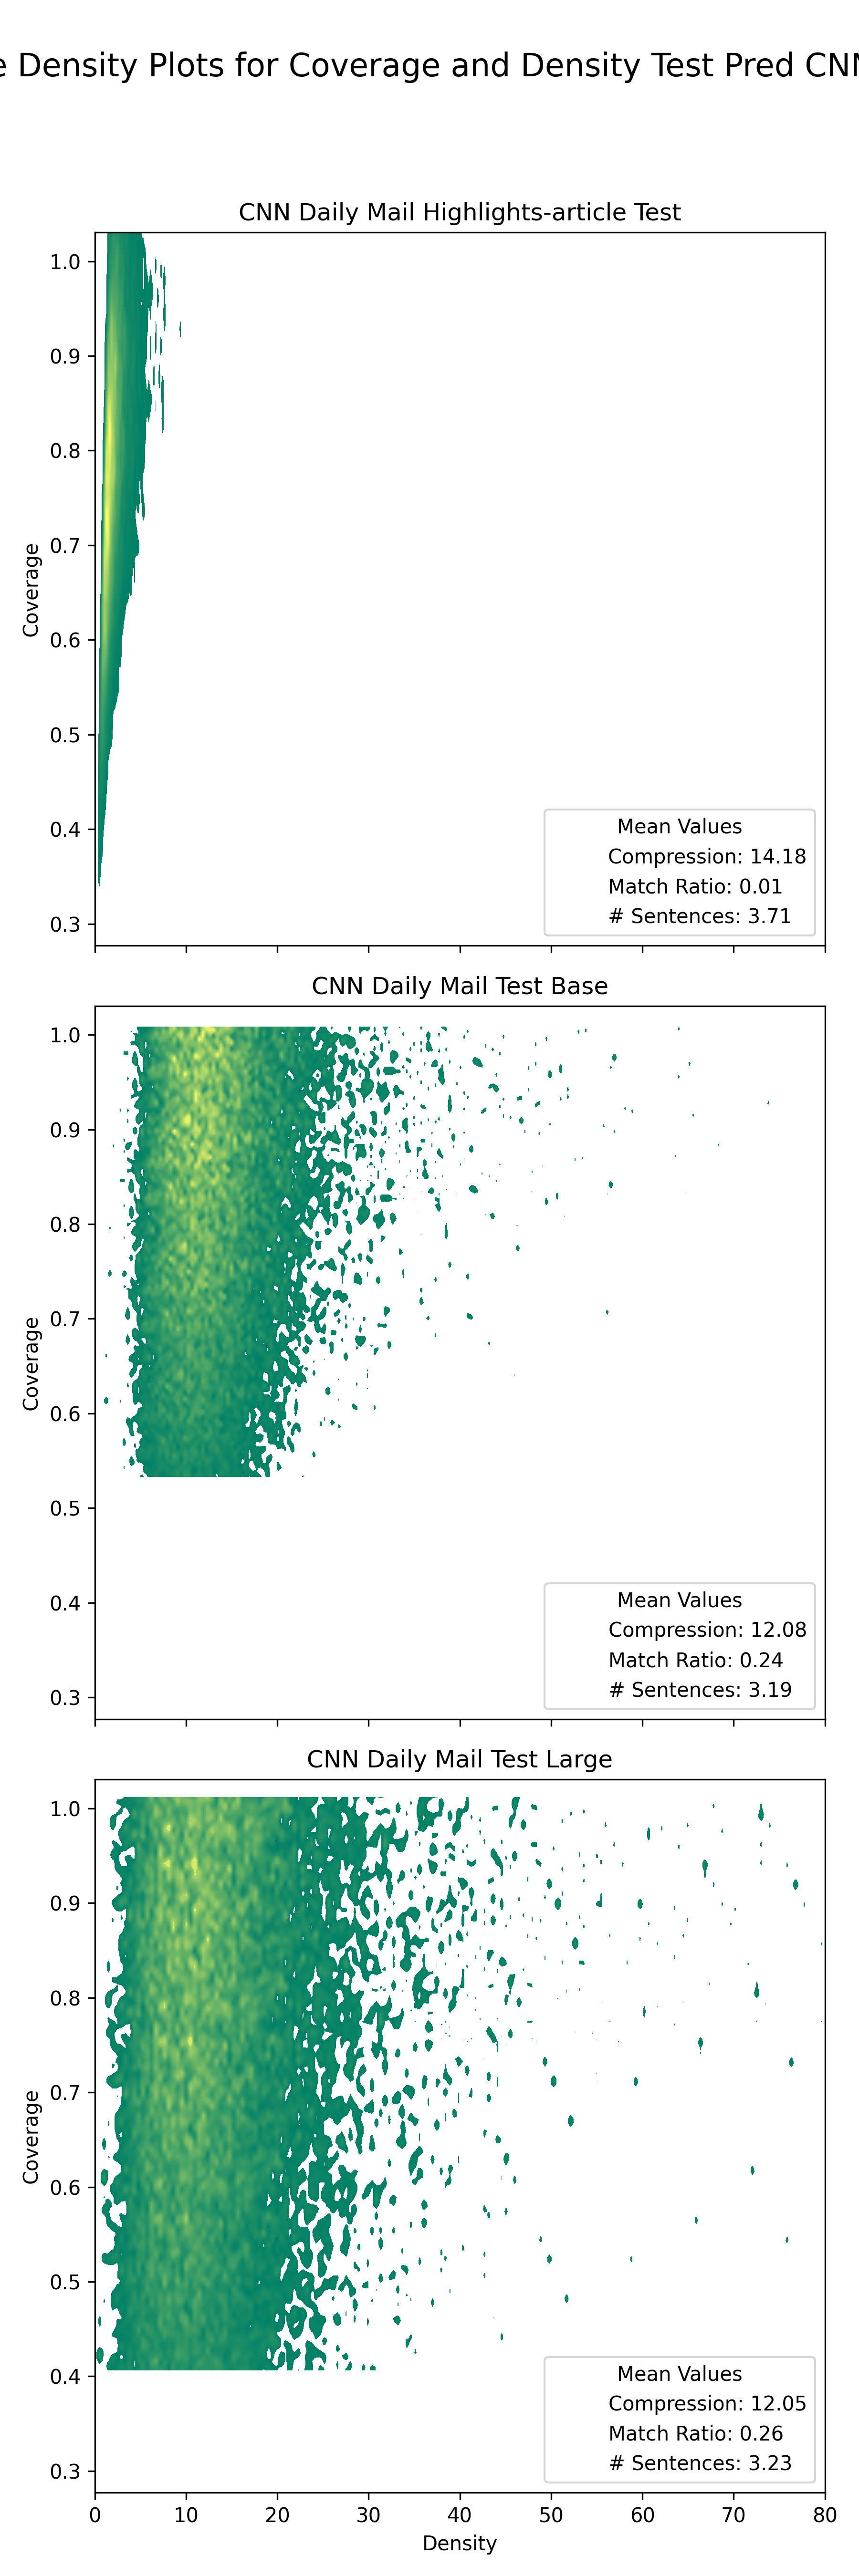 e Density Plots for Coverage and Density Test Pred CNN
CNN Daily Mail Highlights-article Test
1.0
0.9
0.8
0.7
0.6
0.5
0.4
0.3
Coverage
Mean Values
Compression: 14.18
Match Ratio: 0.01
# Sentences: 3.71
CNN Daily Mail Test Base
1.0
0.9
0.8
0.7
0.6
0.5
0.4
0.3
Coverage
Mean Values
Compression: 12.08
Match Ratio: 0.24
# Sentences: 3.19
CNN Daily Mail Test Large
1.0
0.9
0.8
0.7
0.6
0.5
0.4
0.3
Coverage
Mean Values
Compression: 12.05
Match Ratio: 0.26
# Sentences: 3.23
0 10 20 30 40 50 60 70 80
Density